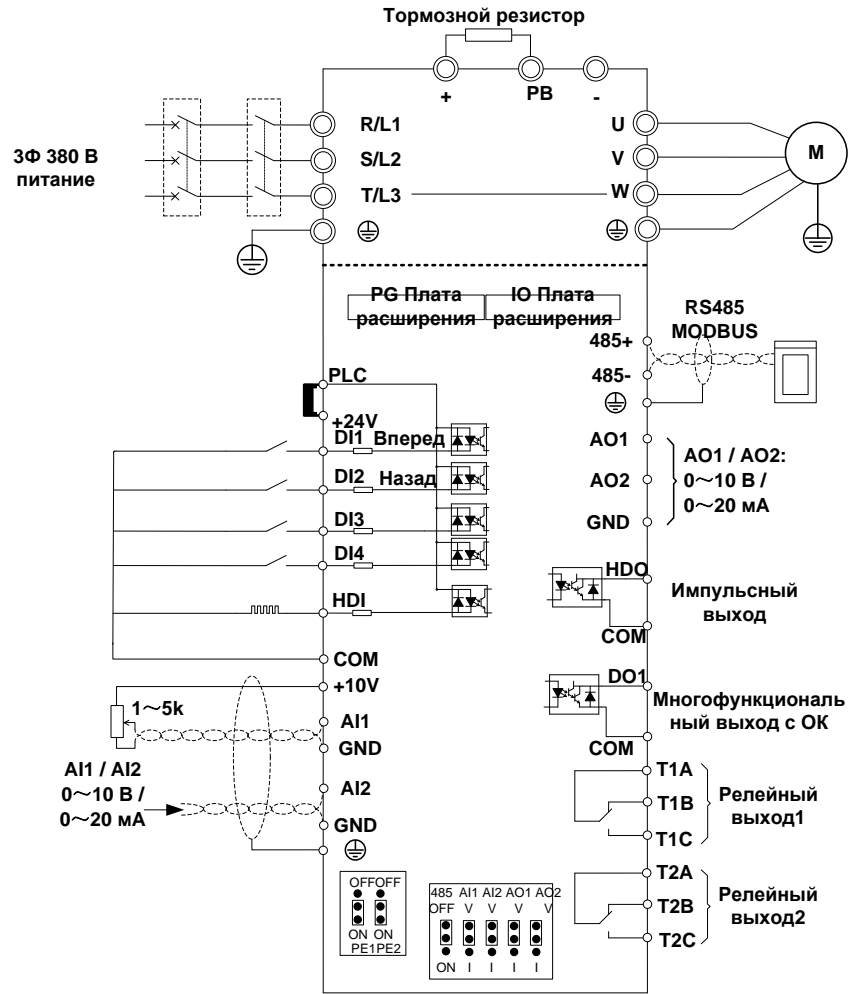 Тормозной резистор
+
PB
-
R/L1
S/L2
T/L3
3Ф 380 В
питание
U
V
W
M
PG Плата
расширения
IO Плата
расширения
RS485
MODBUS
485+
485-
PLC
+24V
DI1 Вперед
DI2 Назад
DI3
DI4
HDI
COM
+10V
1～5k
AI1
GND
AI1 / AI2
0～10 В /
0～20 мА
AI2
GND
AO1
AO2
GND
AO1 / AO2:
0～10 В /
0～20 мА
HDO
COM
Импульсный
выход
DO1
COM
Многофункциональ
ный выход с ОК
T1A
T1B
T1C
Релейный
выход1
T2A
T2B
T2C
Релейный
выход2
OFF OFF
ON ON
PE1 PE2
485 AI1 AI2 AO1 AO2
OFF V V V V
ON I I I I